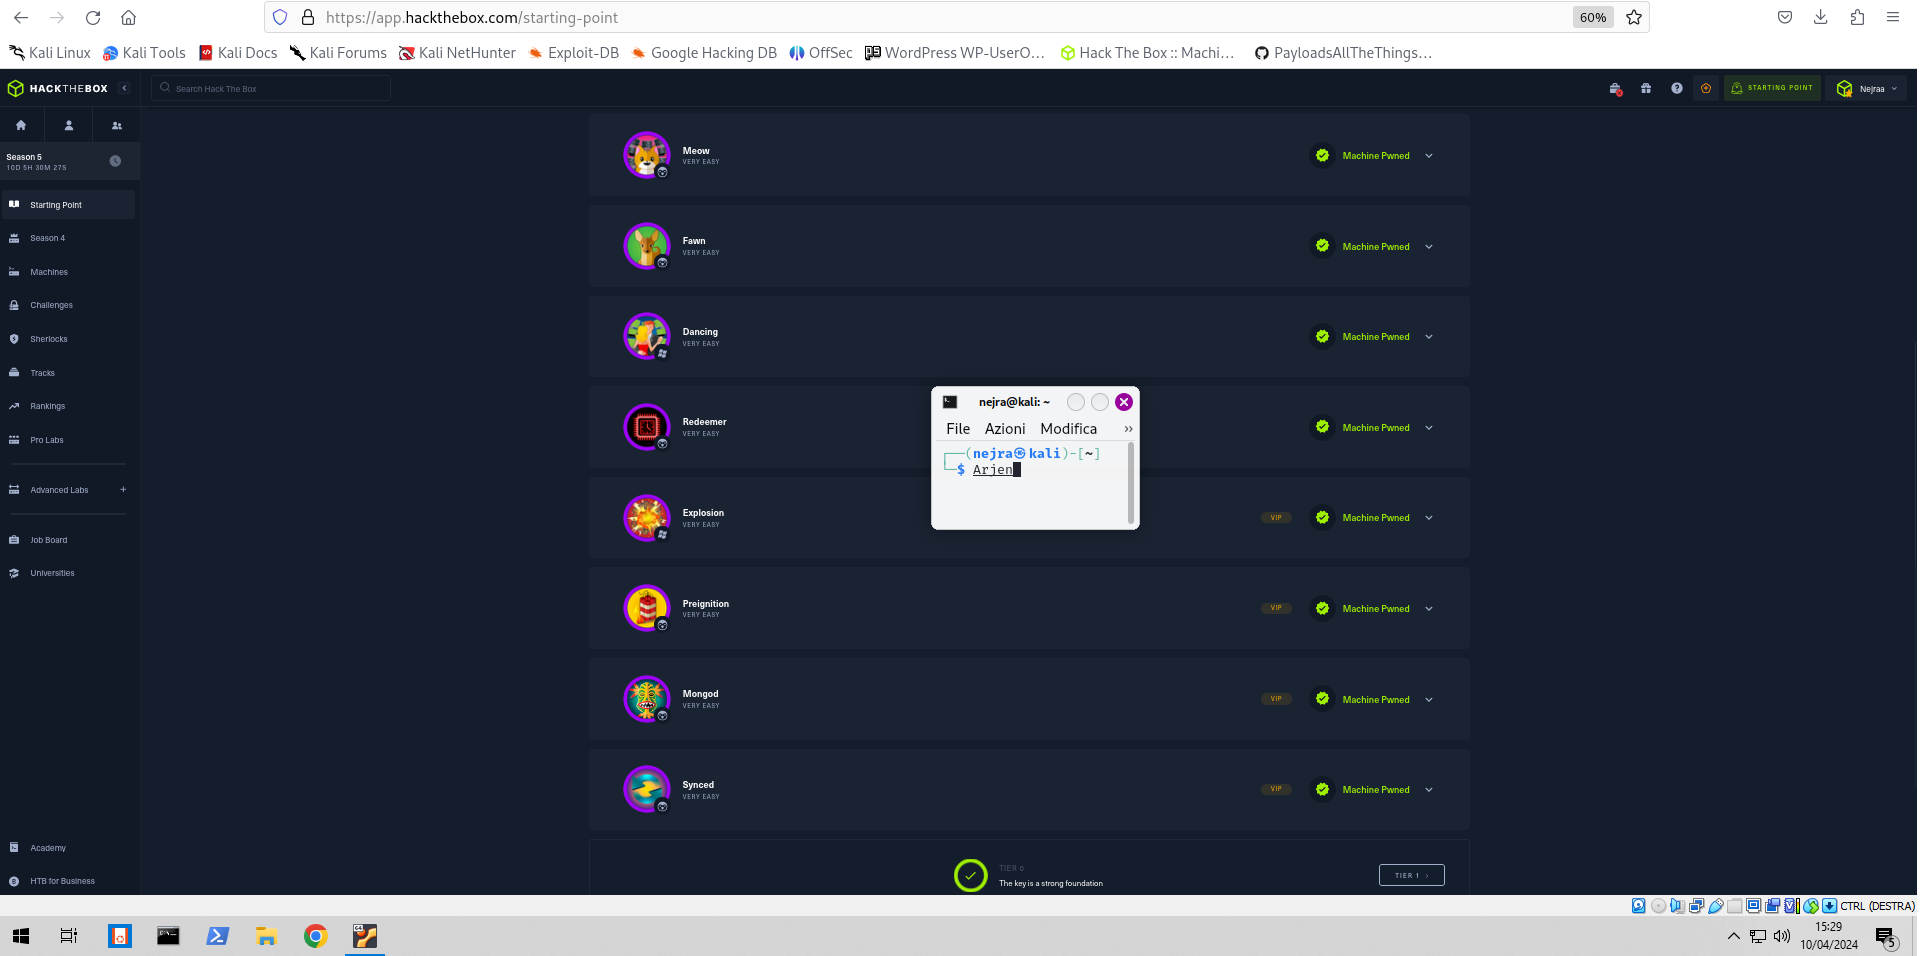 https://app.hackthebox.com/starting-point
60%
Kali Linux Kali Tools Kali Docs Kali Forums Kali NetHunter Exploit-DB Google Hacking DB OffSec WordPress WP-UserO… Hack The Box :: Machi… PayloadsAllTheThings…
HACKTHEBOX
Search Hack The Box
STARTING POINT
Nejraa
Season 5
10D 5H 30M 27S
Starting Point
Season 4
Machines
Challenges
Sherlocks
Tracks
Rankings
Pro Labs
Advanced Labs +
Job Board
Universities
Academy
HTB for Business
Meow
VERY EASY
Machine Pwned
Fawn
VERY EASY
Machine Pwned
Dancing
VERY EASY
Machine Pwned
Redeemer
VERY EASY
Machine Pwned
Explosion
VERY EASY
VIP Machine Pwned
Preignition
VERY EASY
VIP Machine Pwned
Mongod
VERY EASY
VIP Machine Pwned
Synced
VERY EASY
VIP Machine Pwned
TIER 0
The key is a strong foundation
TIER 1 ›
nejra@kali: ~
File Azioni Modifica »
┌──(nejra㉿kali)-[~]
└─$ Arjen
CTRL (DESTRA)
15:29
10/04/2024
5